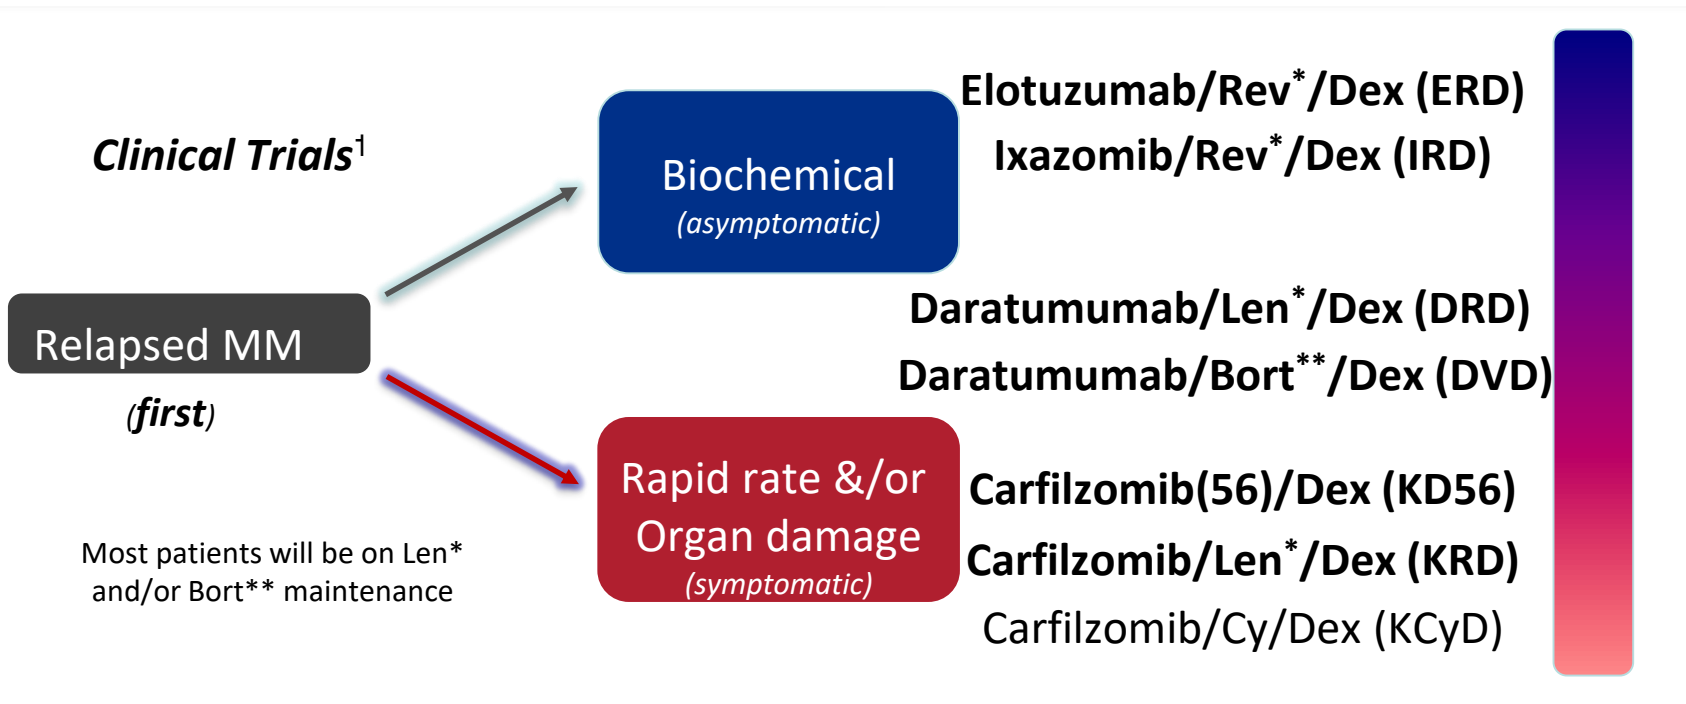 Clinical Trials¹
Relapsed MM
(first)
Most patients will be on Len*
and/or Bort** maintenance
Biochemical
(asymptomatic)
Rapid rate &/or
Organ damage
(symptomatic)
Elotuzumab/Rev*/Dex (ERD)
Ixazomib/Rev*/Dex (IRD)
Daratumumab/Len*/Dex (DRD)
Daratumumab/Bort**/Dex (DVD)
Carfilzomib(56)/Dex (KD56)
Carfilzomib/Len*/Dex (KRD)
Carfilzomib/Cy/Dex (KCyD)